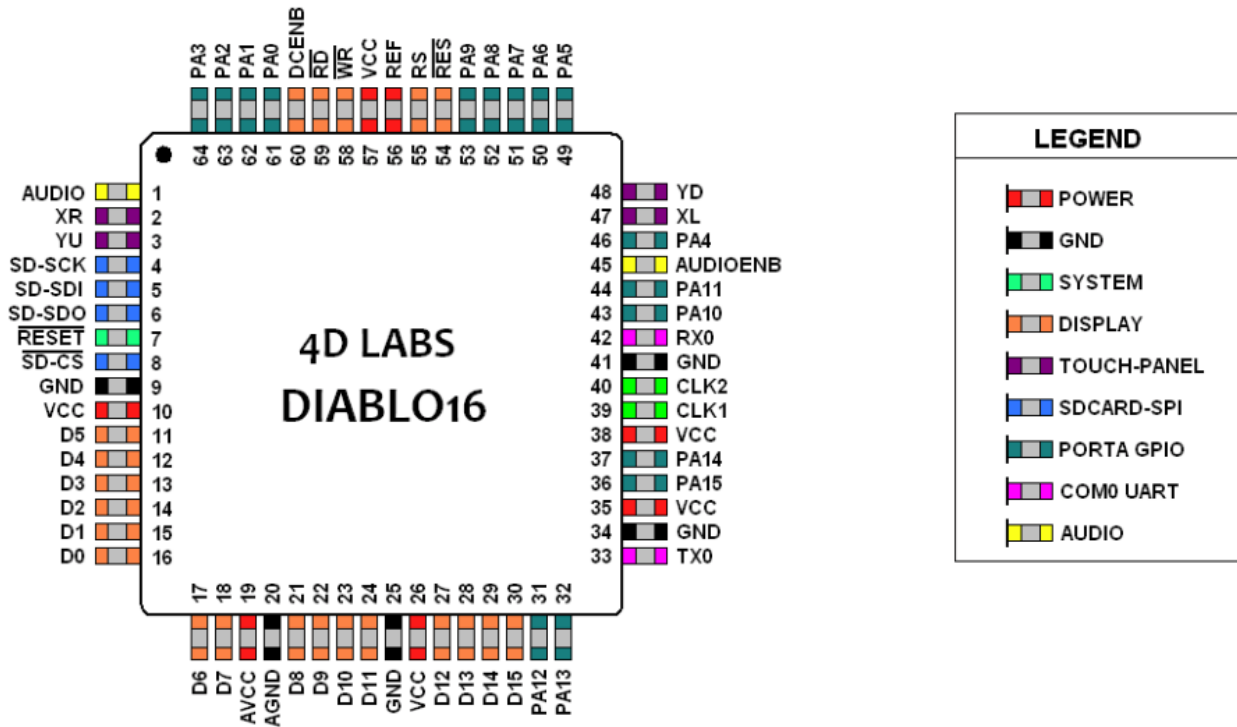 PA3 PA2 PA1 PA0 DCENB R̅D̅ W̅R̅ VCC REF RS R̅E̅S̅ PA9 PA8 PA7 PA6 PA5
64 63 62 61 60 59 58 57 56 55 54 53 52 51 50 49
AUDIO 1
XR 2
YU 3
SD-SCK 4
SD-SDI 5
SD-SDO 6
R̅E̅S̅E̅T̅ 7
S̅D̅-̅C̅S̅ 8
GND 9
VCC 10
D5 11
D4 12
D3 13
D2 14
D1 15
D0 16
4D LABS
DIABLO16
48 YD
47 XL
46 PA4
45 AUDIOENB
44 PA11
43 PA10
42 RX0
41 GND
40 CLK2
39 CLK1
38 VCC
37 PA14
36 PA15
35 VCC
34 GND
33 TX0
17 18 19 20 21 22 23 24 25 26 27 28 29 30 31 32
D6 D7 AVCC AGND D8 D9 D10 D11 GND VCC D12 D13 D14 D15 PA12 PA13
LEGEND
POWER
GND
SYSTEM
DISPLAY
TOUCH-PANEL
SDCARD-SPI
PORTA GPIO
COM0 UART
AUDIO